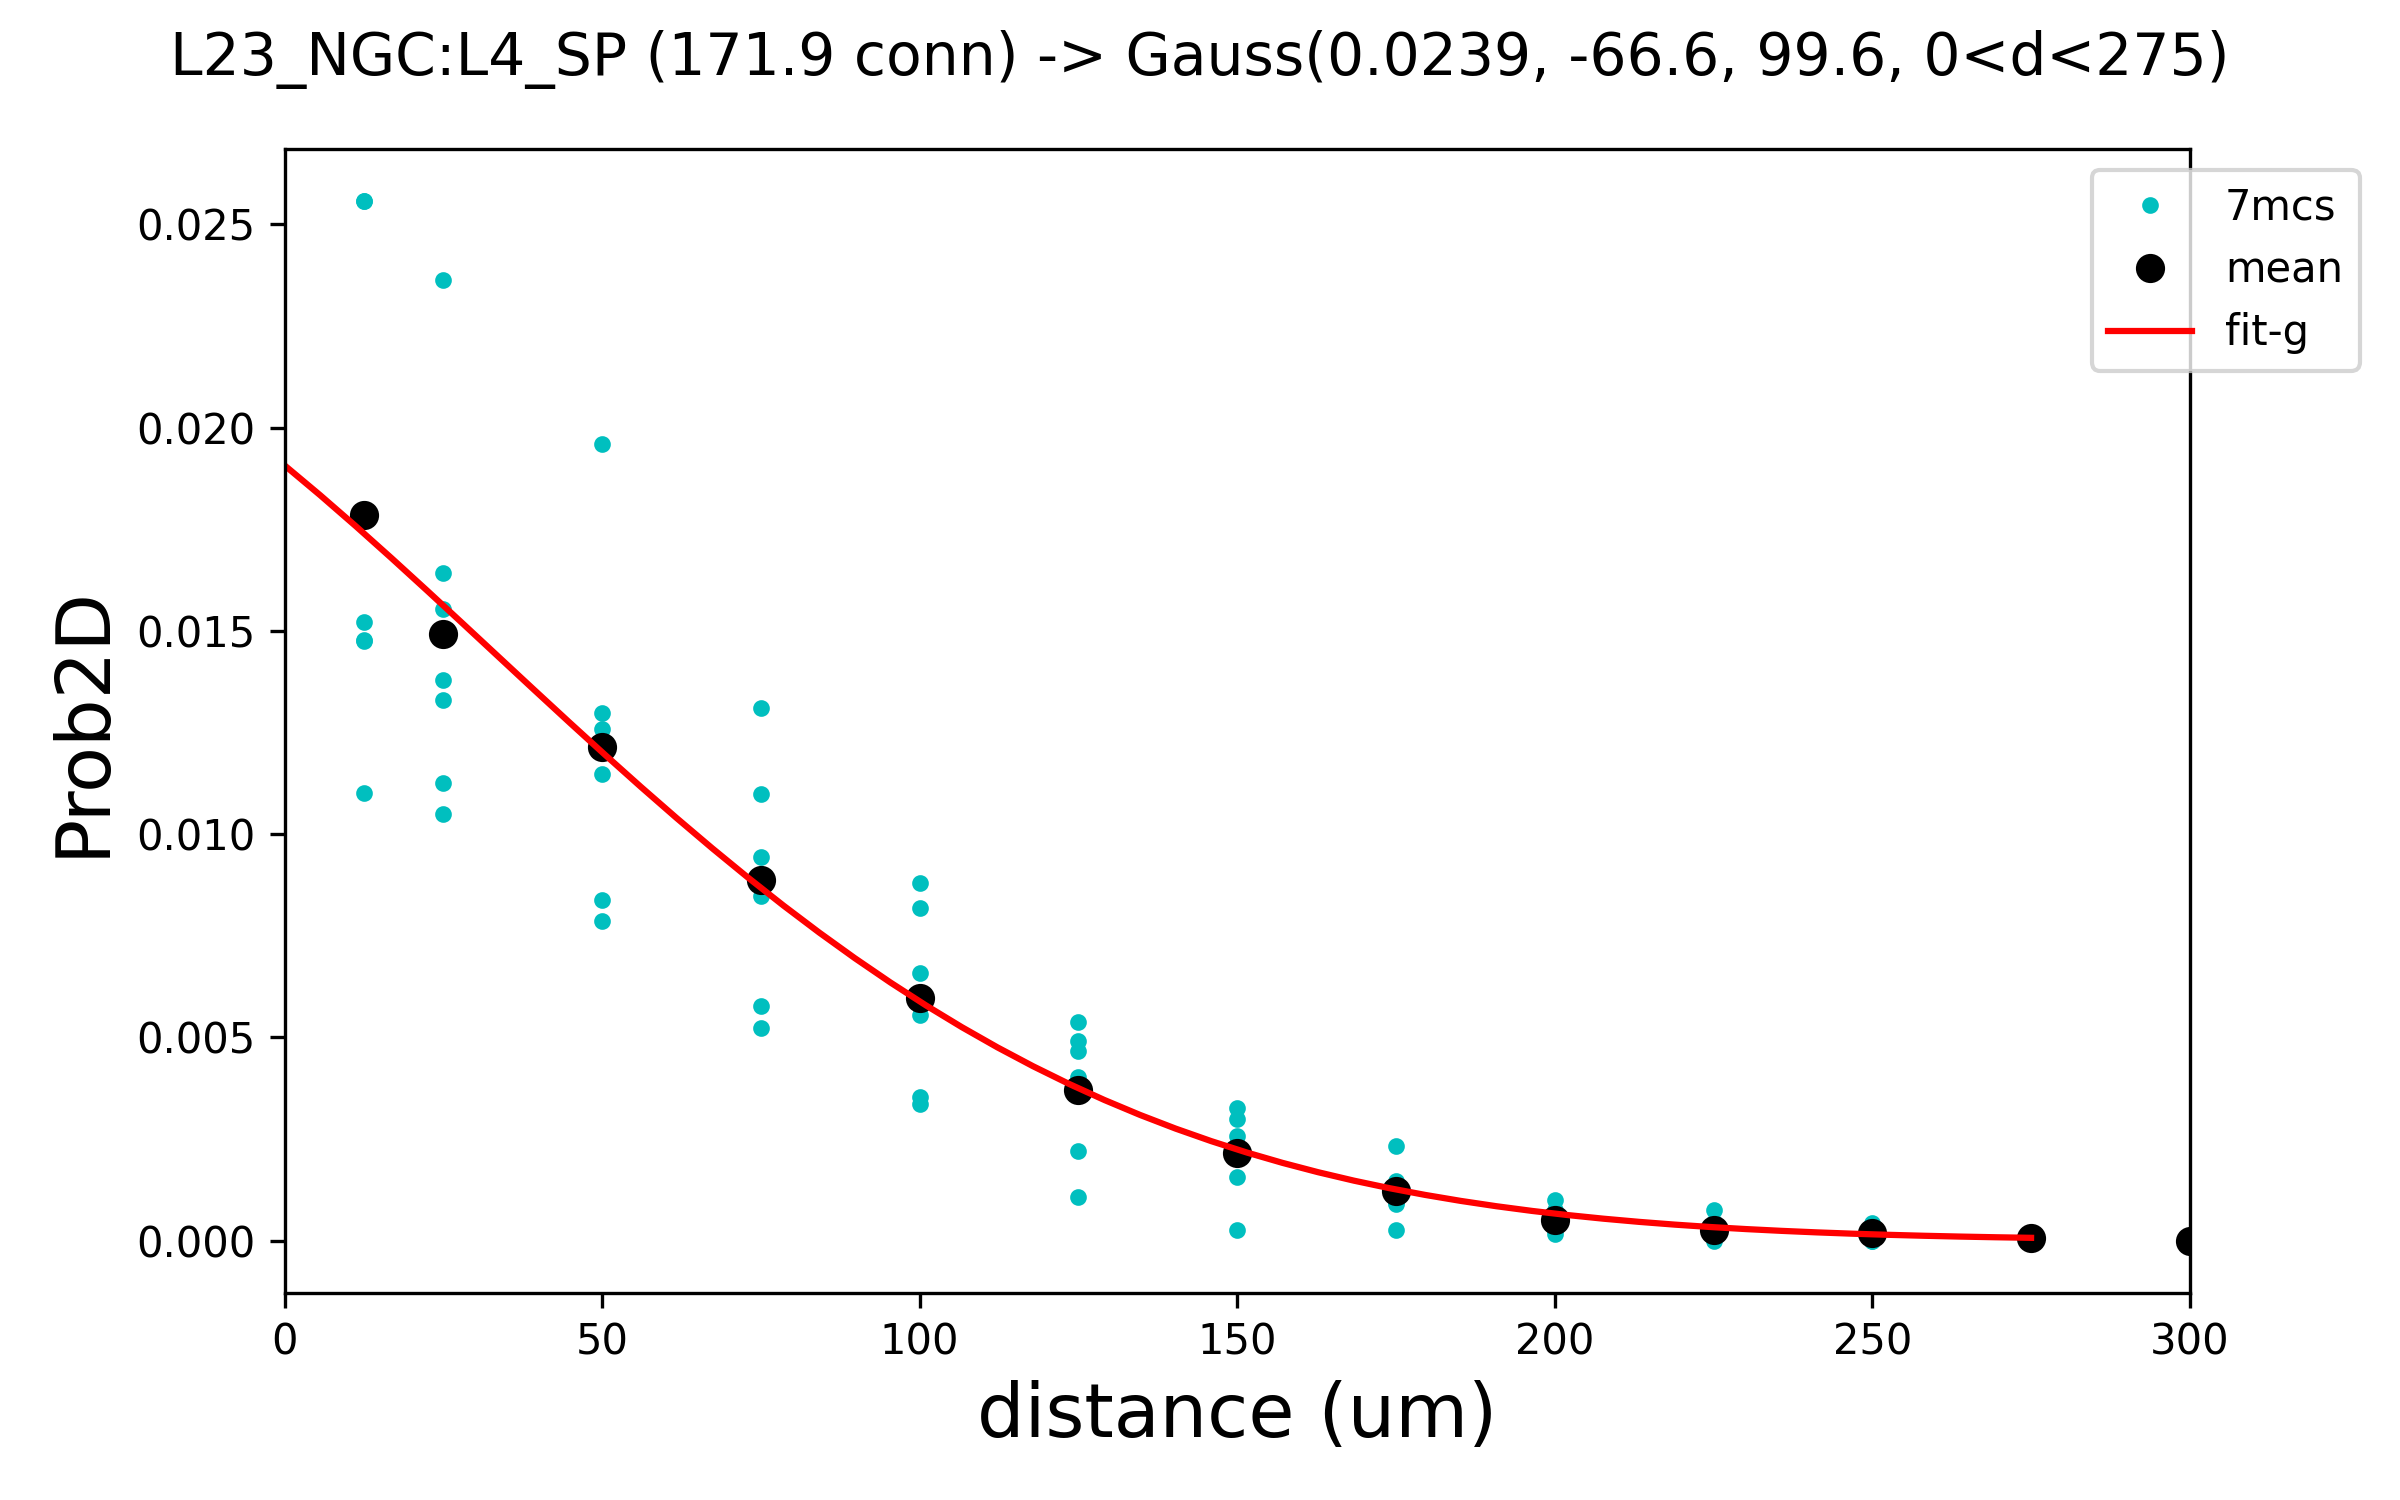 L23_NGC:L4_SP (171.9 conn) -> Gauss(0.0239, -66.6, 99.6, 0<d<275)
7mcs
mean
fit-g
Prob2D
0.025
0.020
0.015
0.010
0.005
0.000
0 50 100 150 200 250 300
distance (um)